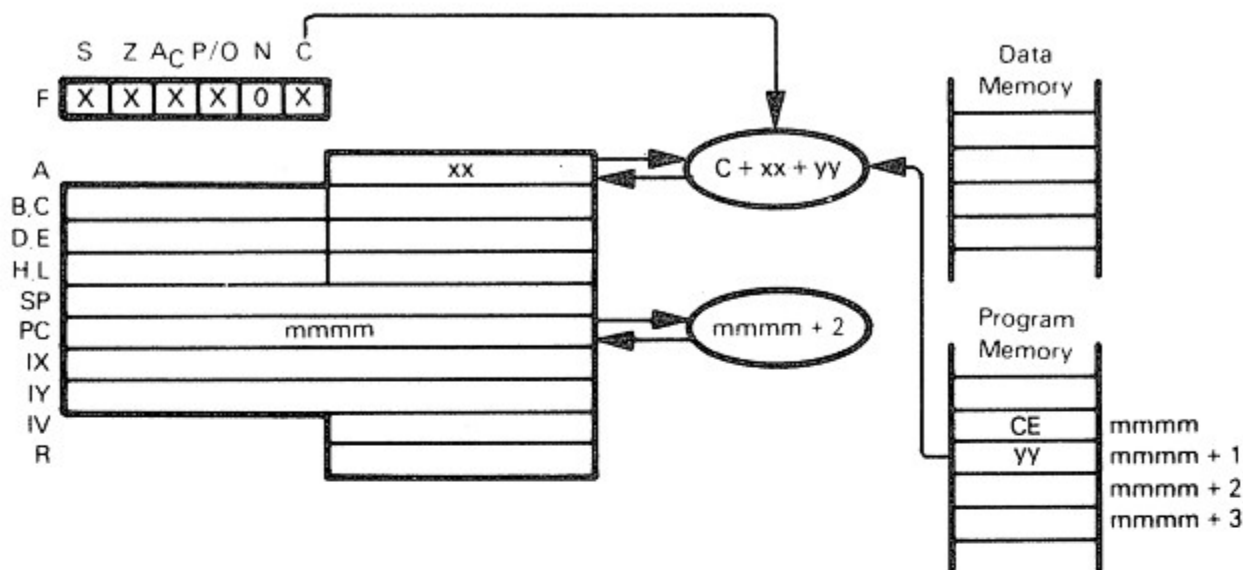 S Z AC P/O N C
F X X X X 0 X
A xx
C + xx + yy
Data
Memory
B,C
D,E
H,L
SP
PC mmmm
mmmm + 2
IX
IY
IV
R
Program
Memory
CE mmmm
yy mmmm + 1
mmmm + 2
mmmm + 3